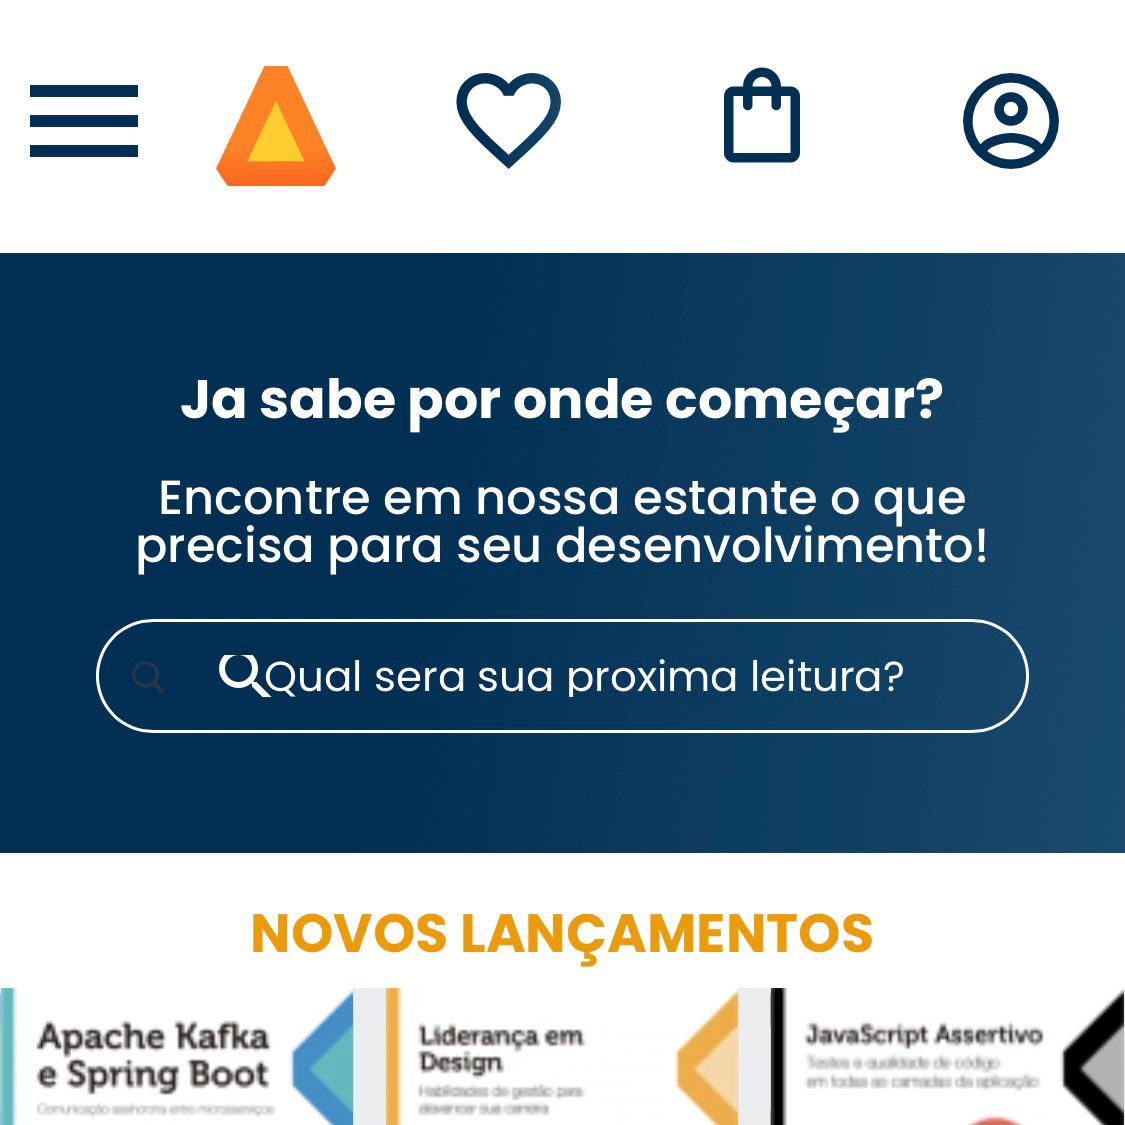 Ja sabe por onde começar?
Encontre em nossa estante o que
precisa para seu desenvolvimento!
Qual sera sua proxima leitura?
NOVOS LANÇAMENTOS
Apache Kafka
e Spring Boot
Comunicação assíncrona entre microsserviços
Liderança em
Design
Habilidades de gestão para
alavancar sua carreira
JavaScript Assertivo
Testes e qualidade de código
em todas as camadas da aplicação